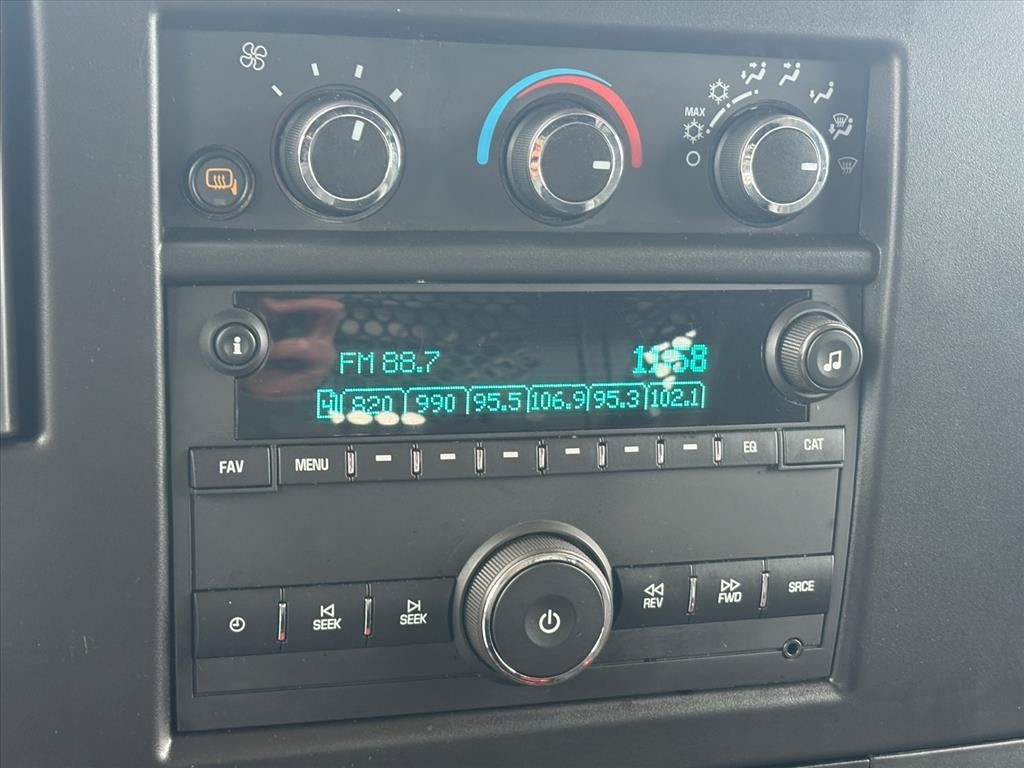 MAX
i
FM 88.7
4 820 990 95.5 106.9 95.3 102.1
FAV MENU EQ CAT
SEEK SEEK REV FWD SRCE